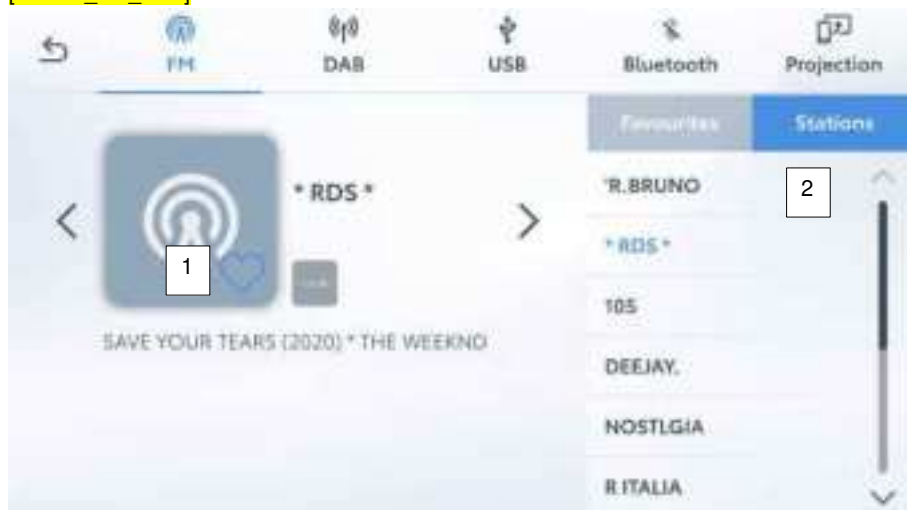 FM
DAB
USB
Bluetooth
Projection
Favourites
Stations
* RDS *
'R.BRUNO
2
* RDS *
1
105
SAVE YOUR TEARS (2020) * THE WEEKND
DEEJAY.
NOSTLGIA
R ITALIA